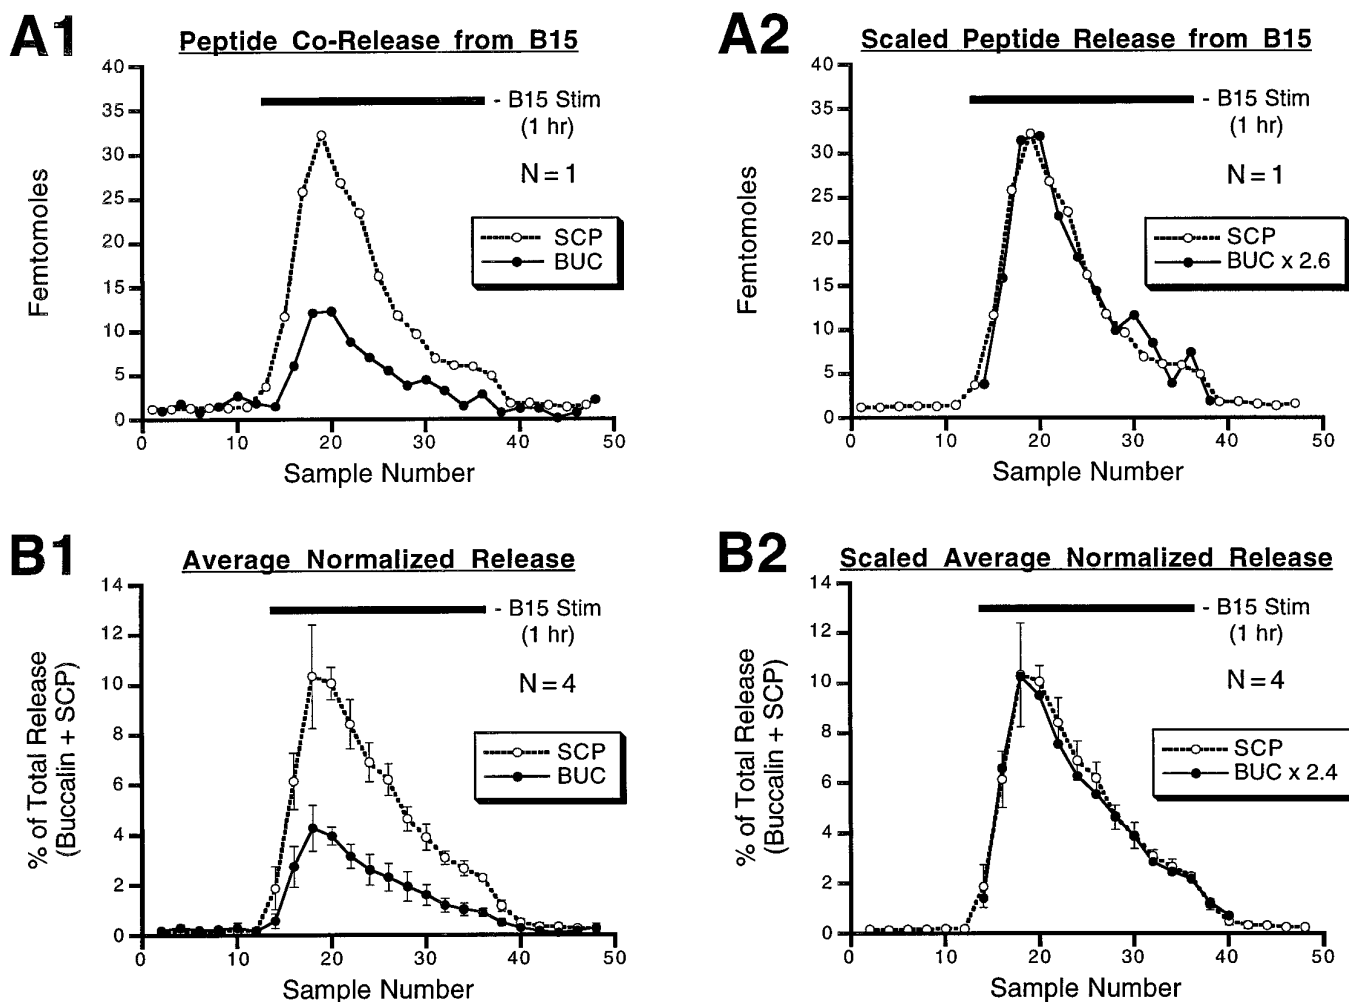 A1
Peptide Co-Release from B15
40
35
30
25
20
15
10
5
0
Femtomoles
- B15 Stim
(1 hr)
N = 1
SCP
BUC
0 10 20 30 40 50
Sample Number
A2
Scaled Peptide Release from B15
40
35
30
25
20
15
10
5
0
Femtomoles
- B15 Stim
(1 hr)
N = 1
SCP
BUC x 2.6
0 10 20 30 40 50
Sample Number
B1
Average Normalized Release
14
12
10
8
6
4
2
0
% of Total Release
(Buccalin + SCP)
- B15 Stim
(1 hr)
N = 4
SCP
BUC
0 10 20 30 40 50
Sample Number
B2
Scaled Average Normalized Release
14
12
10
8
6
4
2
0
% of Total Release
(Buccalin + SCP)
- B15 Stim
(1 hr)
N = 4
SCP
BUC x 2.4
0 10 20 30 40 50
Sample Number